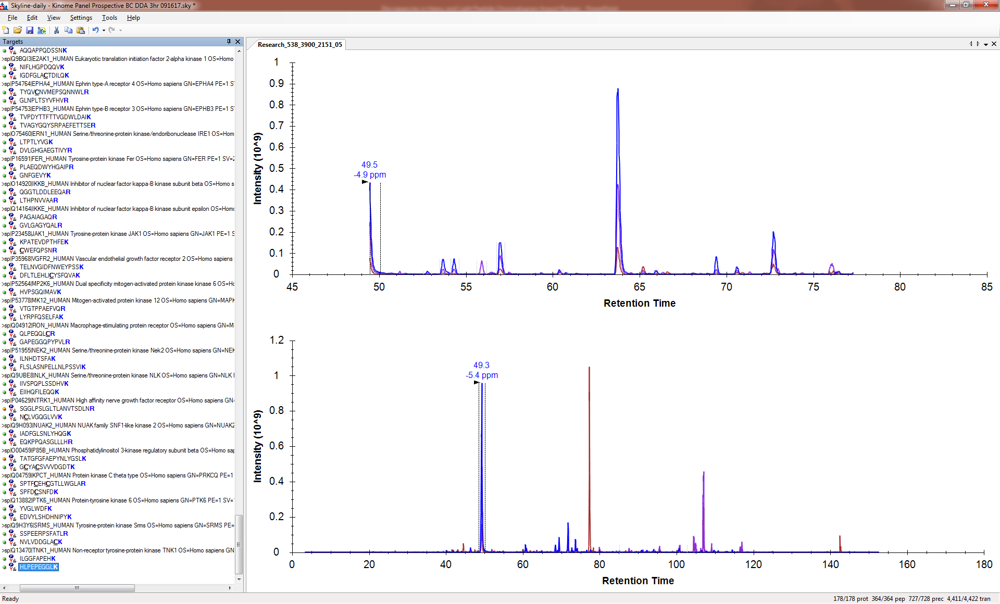 Skyline-daily - Kinome Panel Prospective BC DDA 3hr 091617.sky *
File Edit View Settings Tools Help
Targets
AQQAPPQDSSNK
>sp|Q9BQI3|E2AK1_HUMAN Eukaryotic translation initiation factor 2-alpha kinase 1 OS=Homo
NIFLHGPDQQVK
IGDFGLACTDILQK
>sp|P54764|EPHA4_HUMAN Ephrin type-A receptor 4 OS=Homo sapiens GN=EPHA4 PE=1 S
TYQVCNVMEPSQNNWLR
GLNPLTSYVFHVR
>sp|P54753|EPHB3_HUMAN Ephrin type-B receptor 3 OS=Homo sapiens GN=EPHB3 PE=1 S
TVPDYTTFTTVGDWLDAIK
TVAGYGQYSRPAEFETTSER
>sp|O75460|ERN1_HUMAN Serine/threonine-protein kinase/endoribonuclease IRE1 OS=Hom
LTPTLYVGK
DVLGHGAEGTIVYR
>sp|P16591|FER_HUMAN Tyrosine-protein kinase Fer OS=Homo sapiens GN=FER PE=1 SV=2
PLAEQDWYHGAIPR
GNFGEVYK
>sp|O14920|IKKB_HUMAN Inhibitor of nuclear factor kappa-B kinase subunit beta OS=Homo s
QGGTLDDLEEQAR
LTHPNVVAAR
>sp|Q14164|IKKE_HUMAN Inhibitor of nuclear factor kappa-B kinase subunit epsilon OS=Homo
PAGAIAGAQR
GVLGAGYQALR
>sp|P23458|JAK1_HUMAN Tyrosine-protein kinase JAK1 OS=Homo sapiens GN=JAK1 PE=1 S
KPATEVDPTHFEK
CWEFQPSNR
>sp|P35968|VGFR2_HUMAN Vascular endothelial growth factor receptor 2 OS=Homo sapiens
TELNVGIDFNWEYPSSK
DFLTLEHLICYSFQVAK
>sp|P52564|MP2K6_HUMAN Dual specificity mitogen-activated protein kinase kinase 6 OS=Ho
HVPSGQIMAVK
>sp|P53778|MK12_HUMAN Mitogen-activated protein kinase 12 OS=Homo sapiens GN=MAPK
VTGTPPAEFVQR
LYRPFQSELFAK
>sp|Q04912|RON_HUMAN Macrophage-stimulating protein receptor OS=Homo sapiens GN=M
QLPEQQLCR
GAPEGGQPYPVLR
>sp|P51955|NEK2_HUMAN Serine/threonine-protein kinase Nek2 OS=Homo sapiens GN=NEK
ILNHDTSFAK
FLSLASNPELLNLPSSVIK
>sp|Q9UBE8|NLK_HUMAN Serine/threonine-protein kinase NLK OS=Homo sapiens GN=NLK
IIVSPQPLSSDHVK
EIIHQFILEQQK
>sp|P04629|NTRK1_HUMAN High affinity nerve growth factor receptor OS=Homo sapiens GN=
SGGLPSLGLTLANVTSDLNR
NCLVGQGLVVK
>sp|Q9H093|NUAK2_HUMAN NUAK family SNF1-like kinase 2 OS=Homo sapiens GN=NUAK2
IADFGLSNLYHQGK
EQKPPQASGLLLHR
>sp|O00459|P85B_HUMAN Phosphatidylinositol 3-kinase regulatory subunit beta OS=Homo sap
TATGFGFAEPYNLYGSLK
GCYACSVVVDGDTK
>sp|Q04759|KPCT_HUMAN Protein kinase C theta type OS=Homo sapiens GN=PRKCQ PE=1
SPTFCEHCGTLLWGLAR
SPFDCSNFDK
>sp|Q13882|PTK6_HUMAN Protein-tyrosine kinase 6 OS=Homo sapiens GN=PTK6 PE=1 SV=
YVGLWDFK
EDVYLSHDHNIPYK
>sp|Q9H3Y6|SRMS_HUMAN Tyrosine-protein kinase Srms OS=Homo sapiens GN=SRMS PE=
SSPEERPSFATLR
NVLVDDGLACK
>sp|Q13470|TNK1_HUMAN Non-receptor tyrosine-protein kinase TNK1 OS=Homo sapiens GN
ILGGFAPEHK
HLPEPEGGLK
Research_538_3900_2151_05
Intensity (10^9)
1
0.9
0.8
0.7
0.6
0.5
0.4
0.3
0.2
0.1
0
49.5
-4.9 ppm
45 50 55 60 65 70 75 80 85
Retention Time
Intensity (10^9)
1.2
1
0.8
0.6
0.4
0.2
0
49.3
-5.4 ppm
0 20 40 60 80 100 120 140 160 180
Retention Time
Ready
178/178 prot 364/364 pep 727/728 prec 4,411/4,422 tran